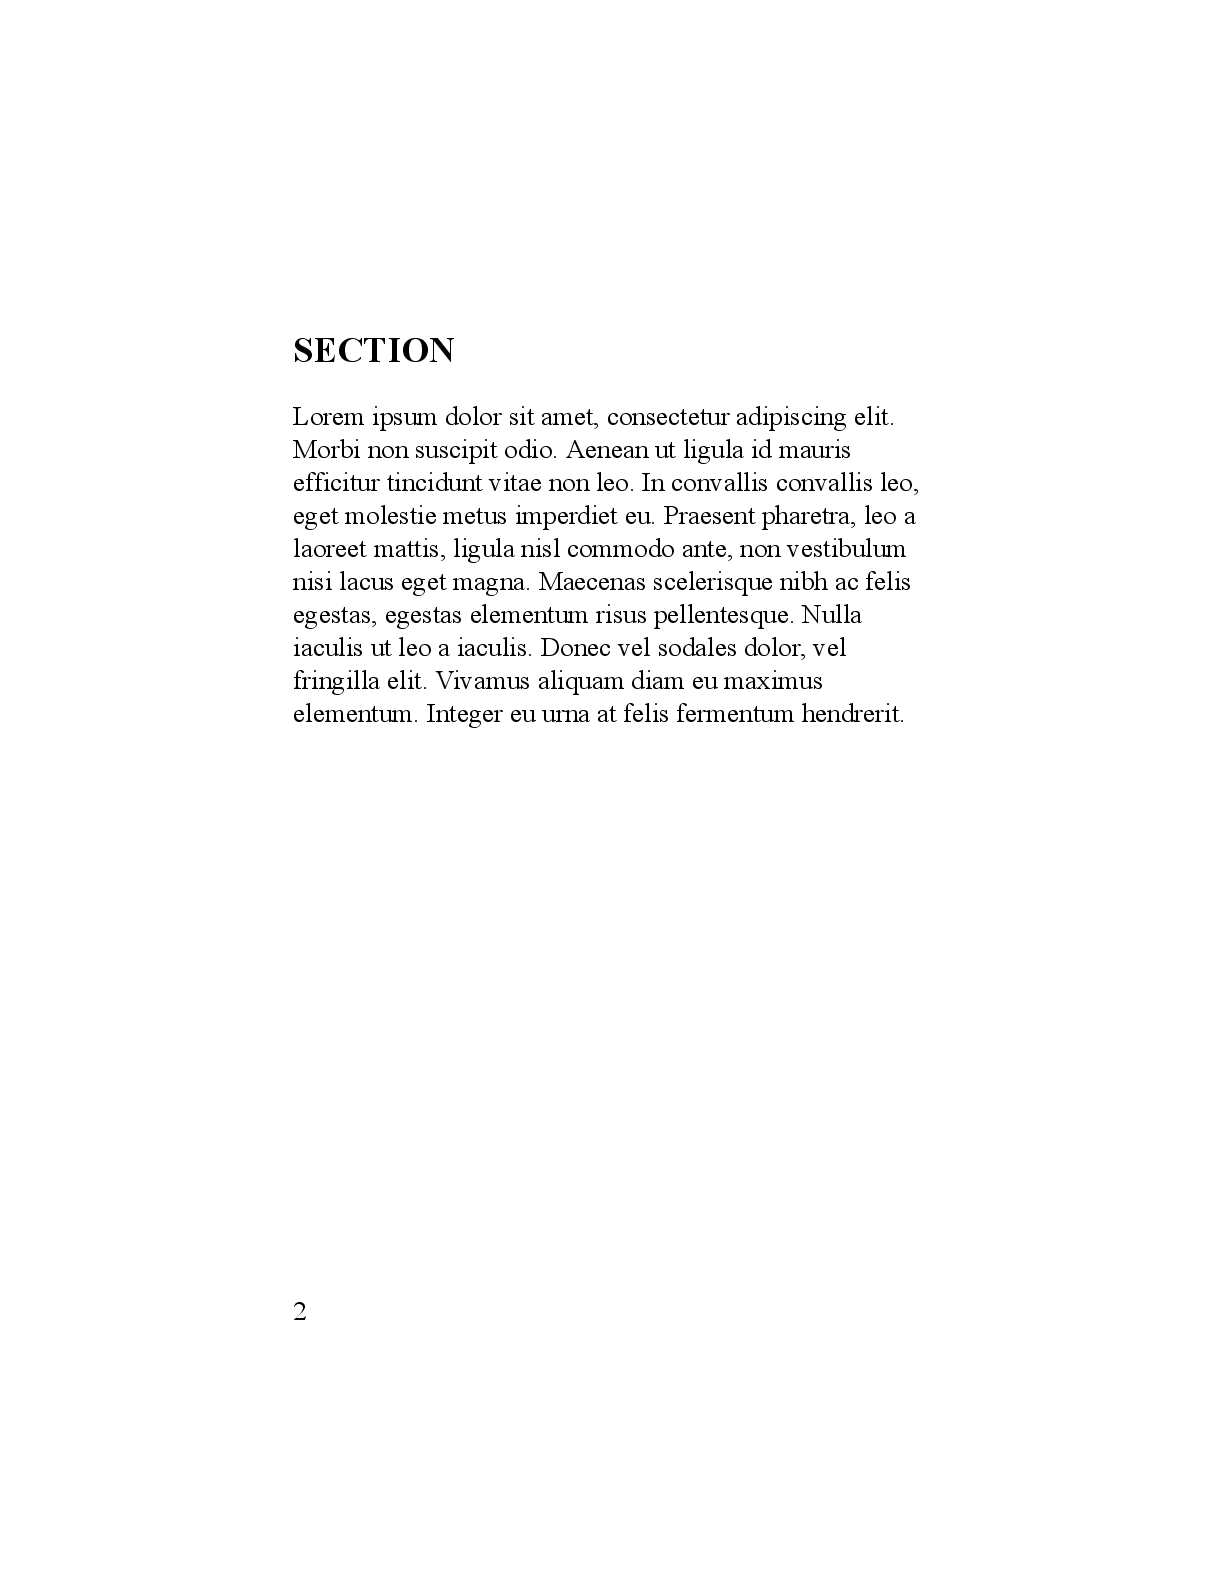 SECTION
Lorem ipsum dolor sit amet, consectetur adipiscing elit.
Morbi non suscipit odio. Aenean ut ligula id mauris
efficitur tincidunt vitae non leo. In convallis convallis leo,
eget molestie metus imperdiet eu. Praesent pharetra, leo a
laoreet mattis, ligula nisl commodo ante, non vestibulum
nisi lacus eget magna. Maecenas scelerisque nibh ac felis
egestas, egestas elementum risus pellentesque. Nulla
iaculis ut leo a iaculis. Donec vel sodales dolor, vel
fringilla elit. Vivamus aliquam diam eu maximus
elementum. Integer eu urna at felis fermentum hendrerit.
2